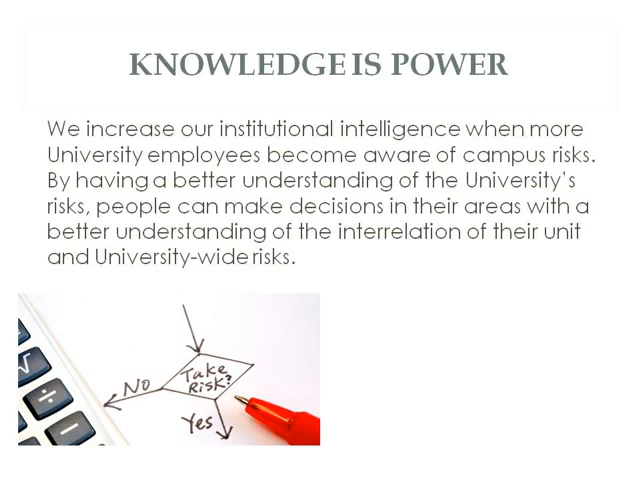 KNOWLEDGE IS POWER
We increase our institutional intelligence when more
University employees become aware of campus risks.
By having a better understanding of the University's
risks, people can make decisions in their areas with a
better understanding of the interrelation of their unit
and University-wide risks.
Take
Risk?
No
Yes
√
÷
×
−